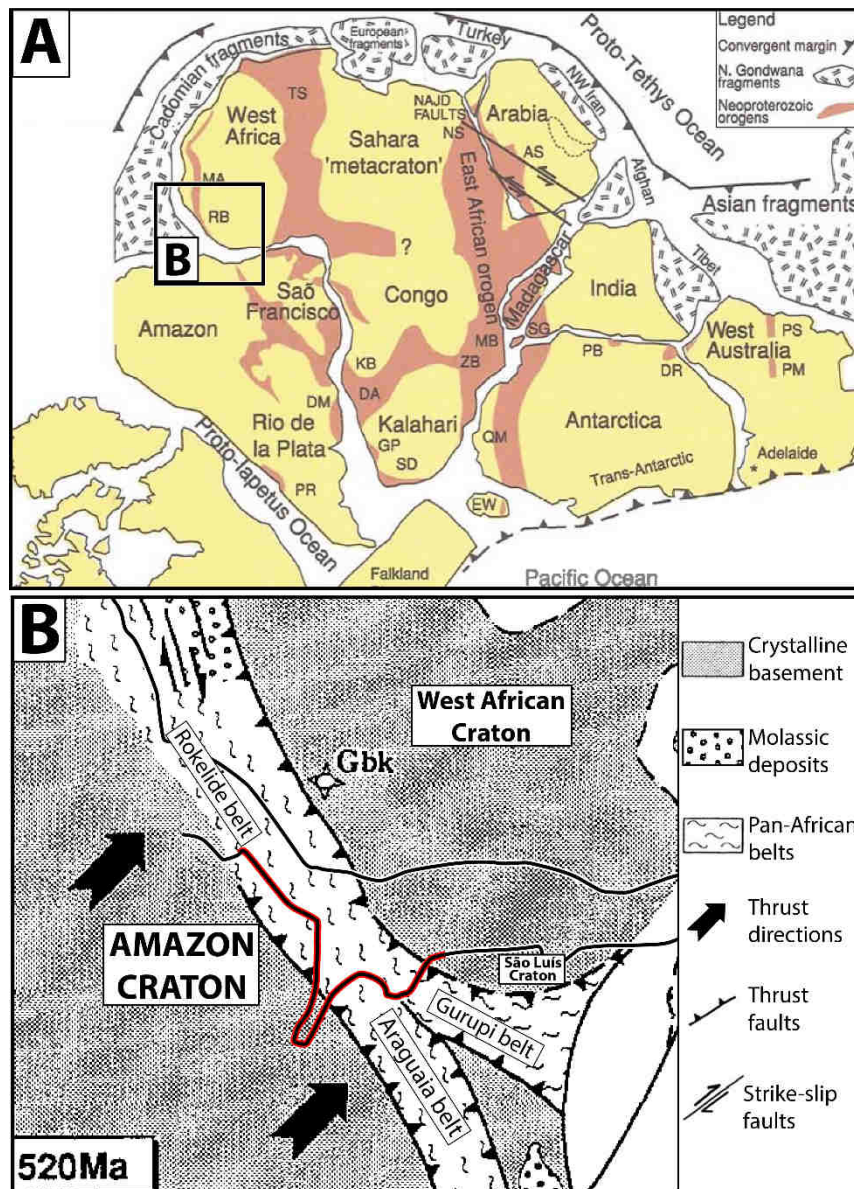 A
Legend
Convergent margin
N. Gondwana
fragments
Neoproterozoic
orogens
Cadomian fragments
European
fragments
Turkey
Proto-Tethys Ocean
NW Iran
West
Africa
TS
NAJD
FAULTS
NS
Arabia
Sahara
'metacraton'
AS
East African orogen
Afghan
Asian fragments
MA
RB
B
?
Madagascar
Tibet
India
Saõ
Francisco
Congo
Amazon
West
Australia
PS
PM
MB
SG
KB
ZB
PB
DR
DA
DM
Kalahari
Antarctica
Rio de
la Plata
GP
SD
QM
Adelaide
*
Trans-Antarctic
Proto-Iapetus Ocean
PR
EW
Falkland
Pacific Ocean
B
West African
Craton
Gbk
Rokelide belt
AMAZON
CRATON
São Luís
Craton
Gurupi belt
Araguaia belt
520Ma
Crystalline
basement
Molassic
deposits
Pan-African
belts
Thrust
directions
Thrust
faults
Strike-slip
faults